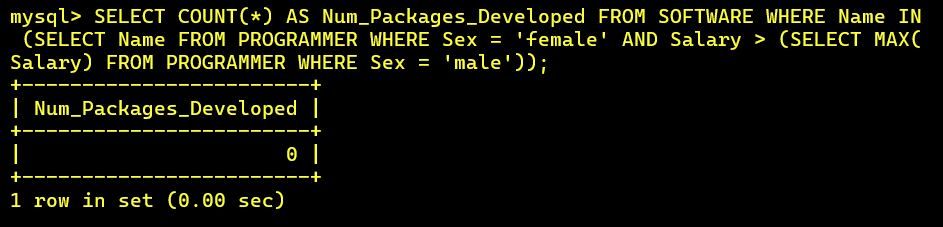 mysql> SELECT COUNT(*) AS Num_Packages_Developed FROM SOFTWARE WHERE Name IN
 (SELECT Name FROM PROGRAMMER WHERE Sex = 'female' AND Salary > (SELECT MAX(
Salary) FROM PROGRAMMER WHERE Sex = 'male'));
+------------------------+
| Num_Packages_Developed |
+------------------------+
|                      0 |
+------------------------+
1 row in set (0.00 sec)